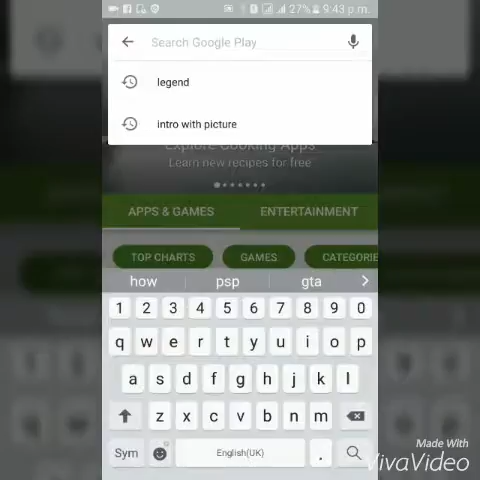 27% 9:43 p.m.
Search Google Play
legend
intro with picture
Explore Cooking Apps
Learn new recipes for free
APPS & GAMES ENTERTAINMENT
TOP CHARTS GAMES CATEGORIE
how psp gta
1 2 3 4 5 6 7 8 9 0
q w e r t y u i o p
a s d f g h j k l
z x c v b n m
Sym English(UK) .
Made With
VivaVideo